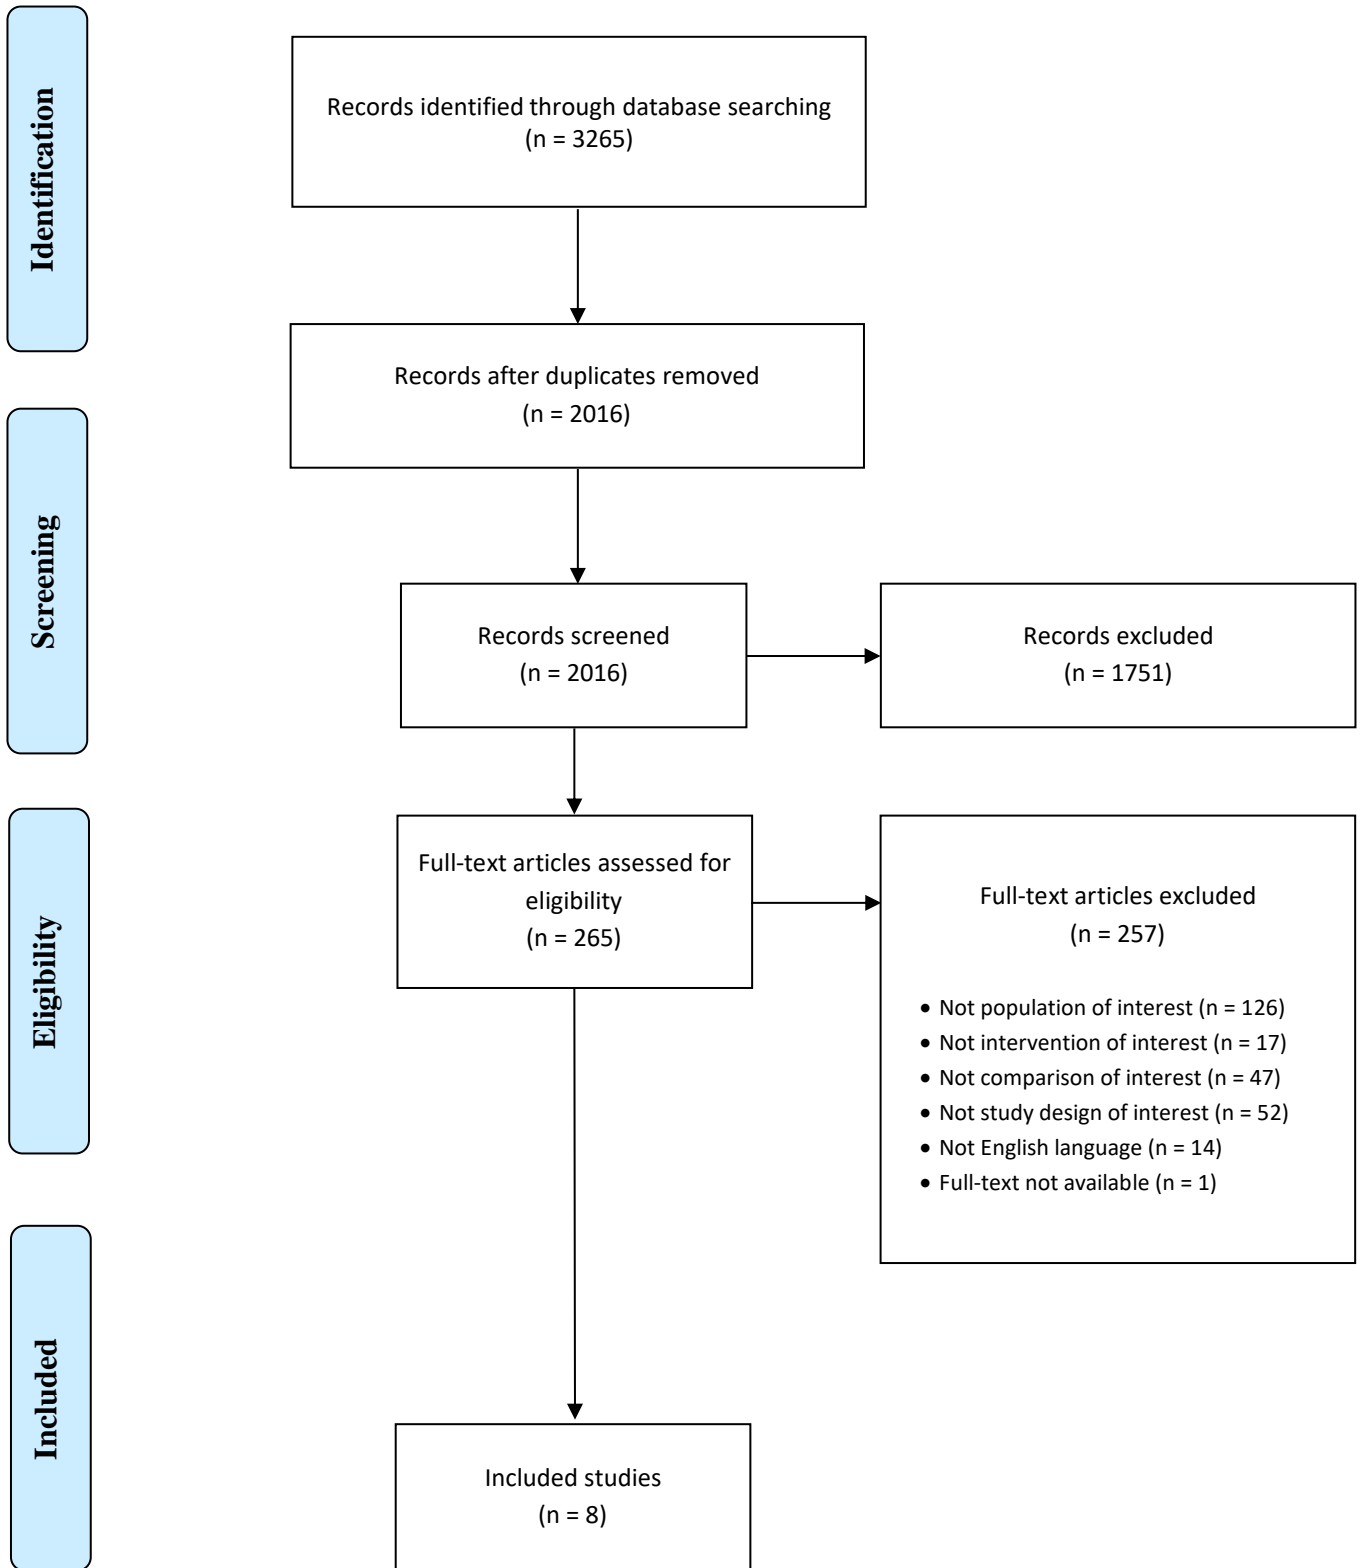 Identification
Records identified through database searching
(n = 3265)
Records after duplicates removed
(n = 2016)
Screening
Records screened
(n = 2016)
Records excluded
(n = 1751)
Eligibility
Full-text articles assessed for
eligibility
(n = 265)
Full-text articles excluded
(n = 257)
• Not population of interest (n = 126)
• Not intervention of interest (n = 17)
• Not comparison of interest (n = 47)
• Not study design of interest (n = 52)
• Not English language (n = 14)
• Full-text not available (n = 1)
Included
Included studies
(n = 8)